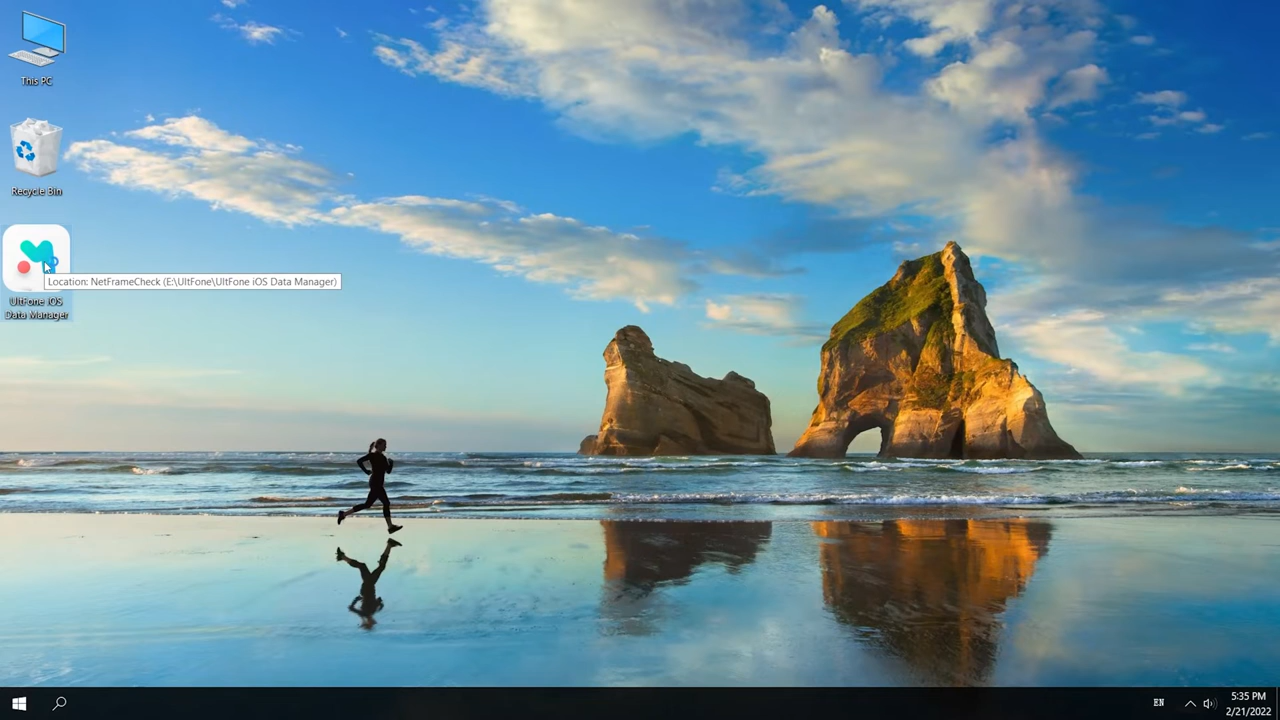 This PC
Recycle Bin
Location: NetFrameCheck (E:\UltFone\UltFone iOS Data Manager)
UltFone iOS
Data Manager
EN
5:35 PM
2/21/2022